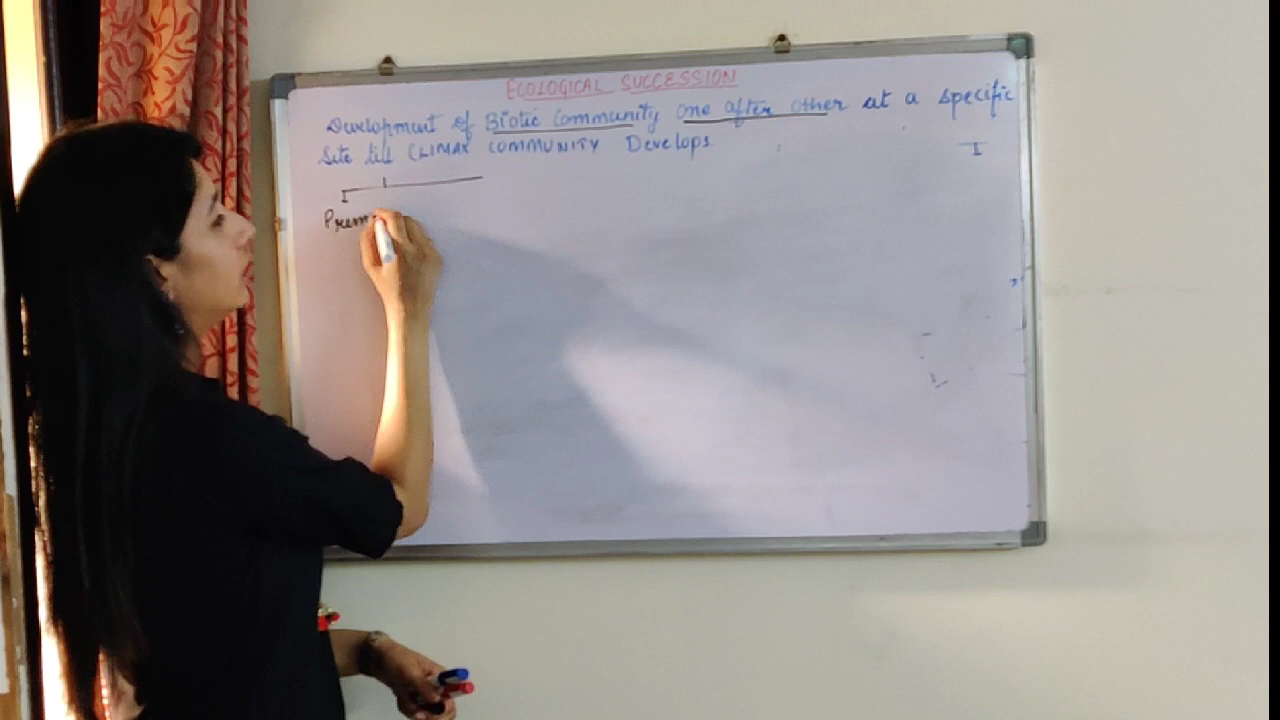 ECOLOGICAL SUCCESSION
Development of Biotic Community one after other at a specific
Site till CLIMAX COMMUNITY Develops
I